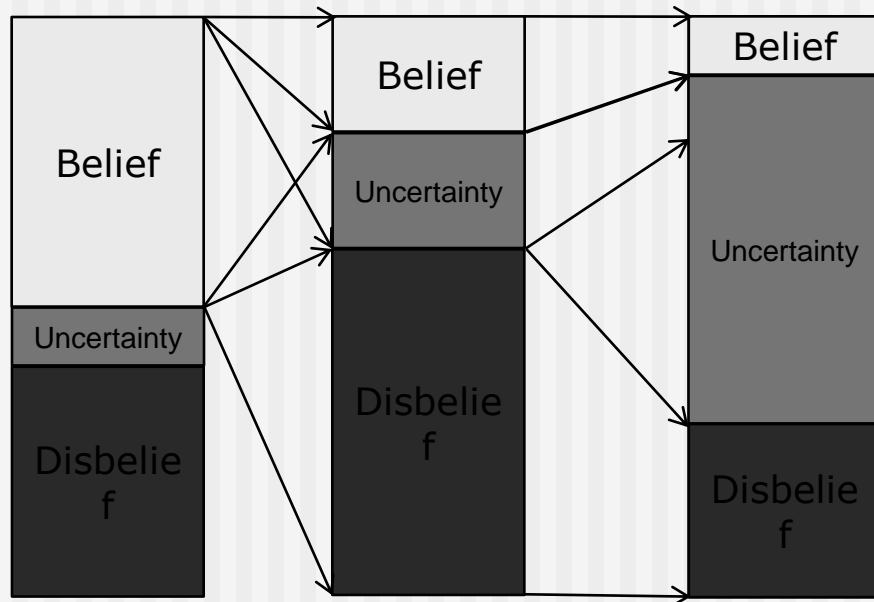 Belief
Uncertainty
Disbelie
f
Belief
Uncertainty
Disbelie
f
Belief
Uncertainty
Disbelie
f